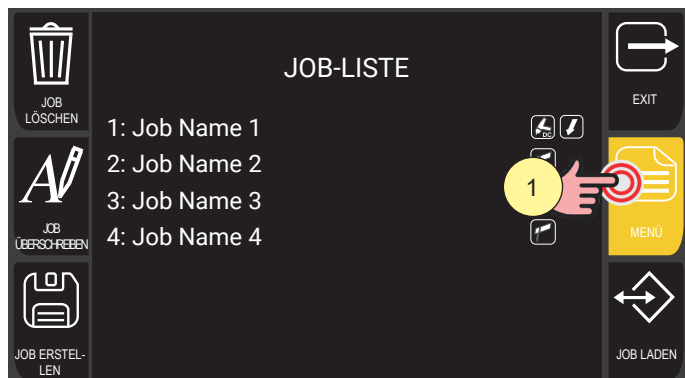 JOB
LÖSCHEN
JOB
ÜBERSCHREIBEN
JOB ERSTEL-
LEN
JOB-LISTE
1: Job Name 1
DC
2: Job Name 2
3: Job Name 3
4: Job Name 4
1
EXIT
MENÜ
JOB LADEN